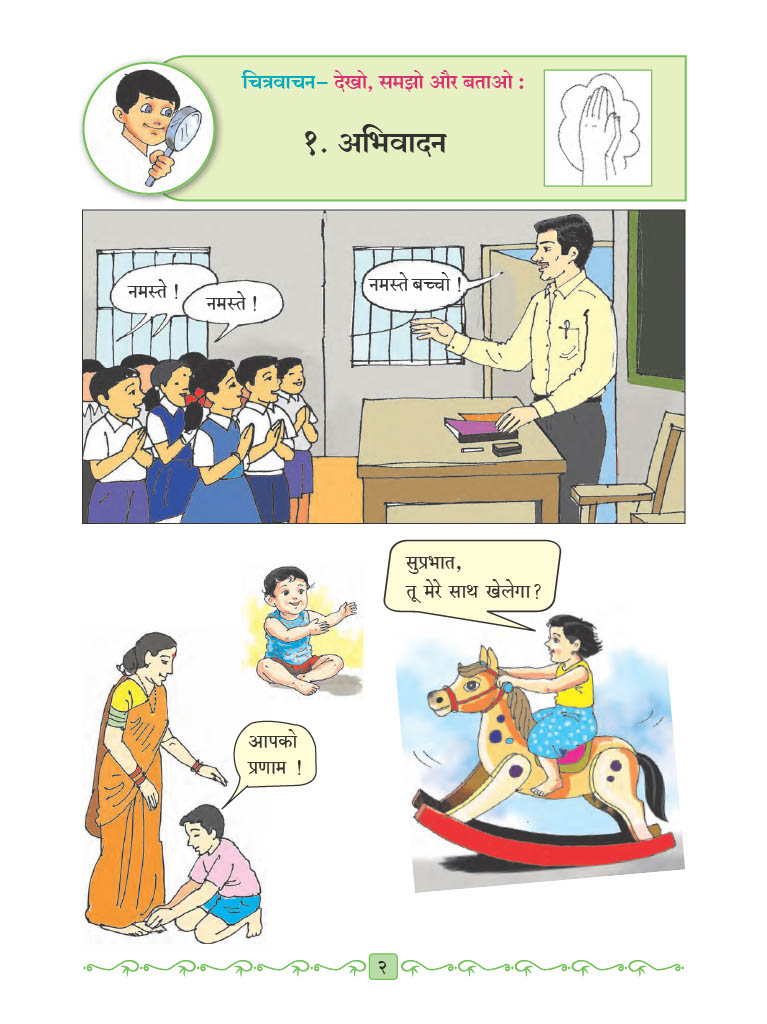 चित्रवाचन– देखो, समझो और बताओ :
१. अभिवादन
नमस्ते !
नमस्ते !
नमस्ते बच्चो !
सुप्रभात,
तू मेरे साथ खेलेगा?
आपको
प्रणाम !
२